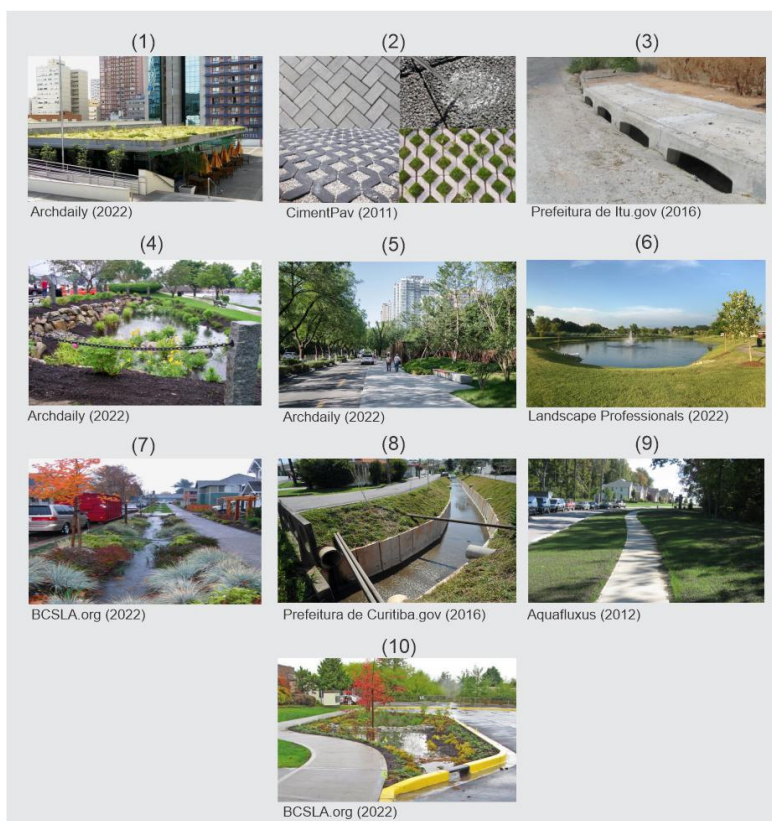 (1)
(2)
(3)
Archdaily (2022)
CimentPav (2011)
Prefeitura de Itu.gov (2016)
(4)
(5)
(6)
Archdaily (2022)
Archdaily (2022)
Landscape Professionals (2022)
(7)
(8)
(9)
BCSLA.org (2022)
Prefeitura de Curitiba.gov (2016)
Aquafluxus (2012)
(10)
BCSLA.org (2022)